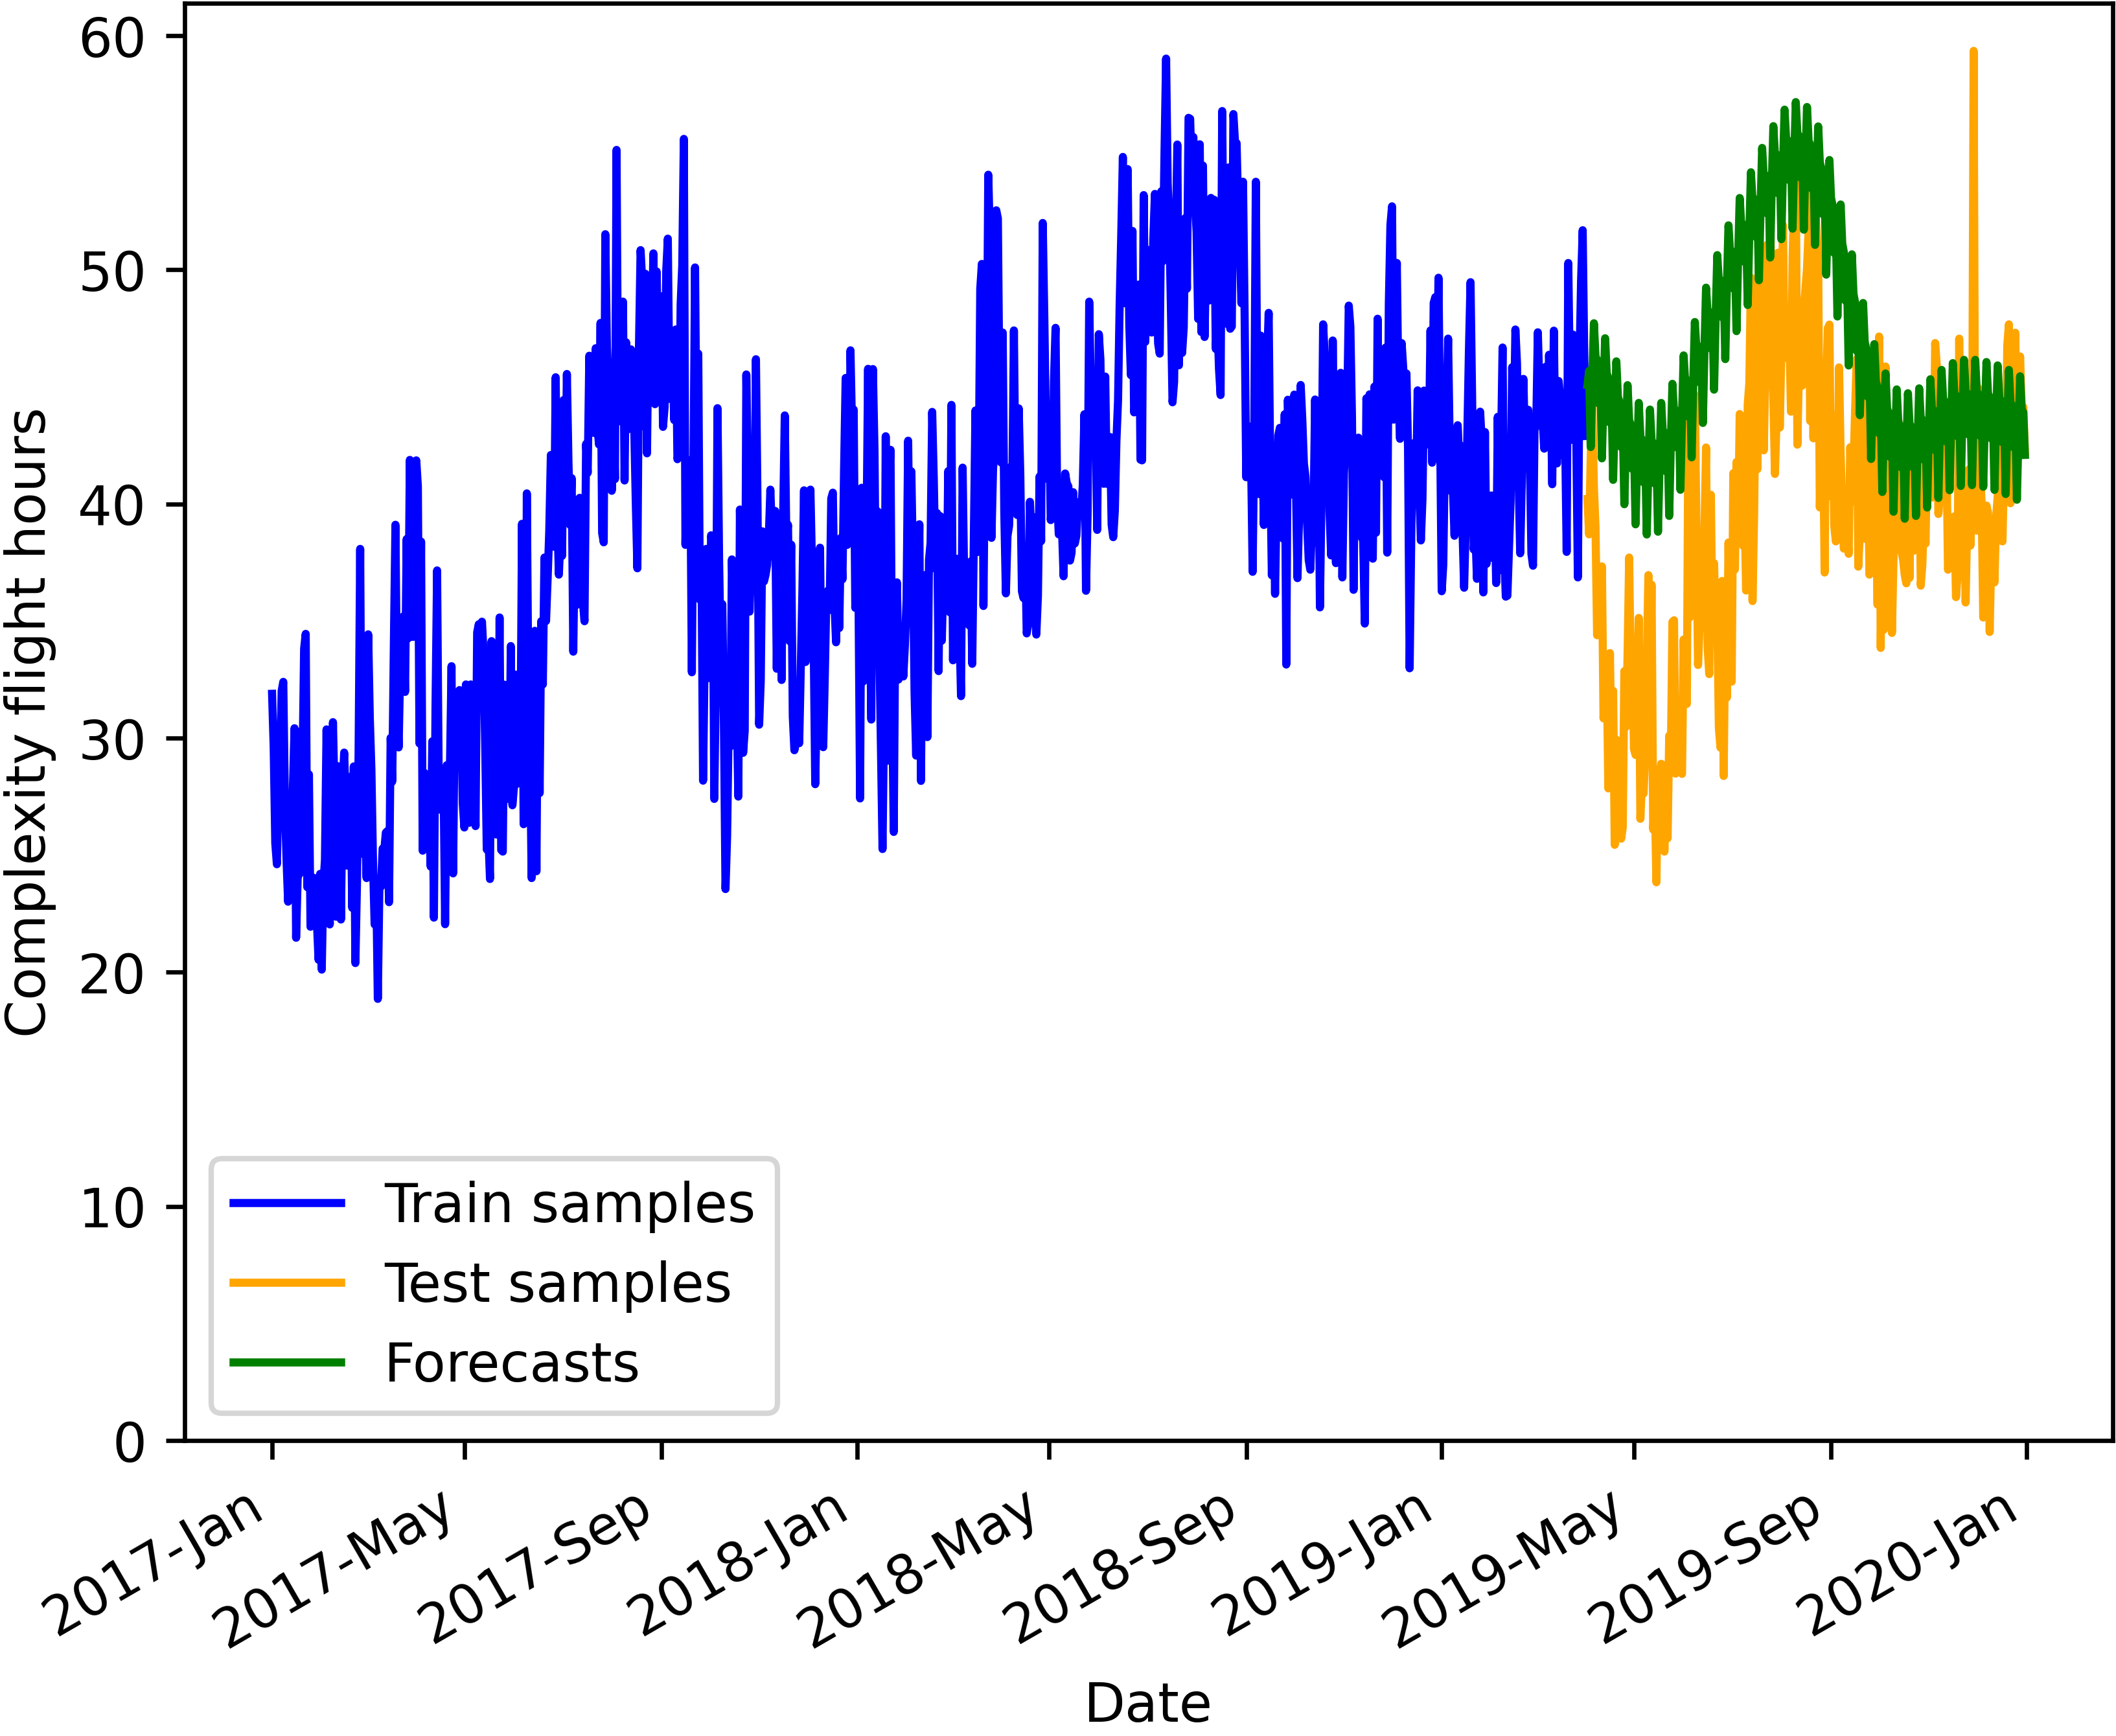 Complexity flight hours
60
50
40
30
20
10
0
Train samples
Test samples
Forecasts
2017-Jan
2017-May
2017-Sep
2018-Jan
2018-May
2018-Sep
2019-Jan
2019-May
2019-Sep
2020-Jan
Date